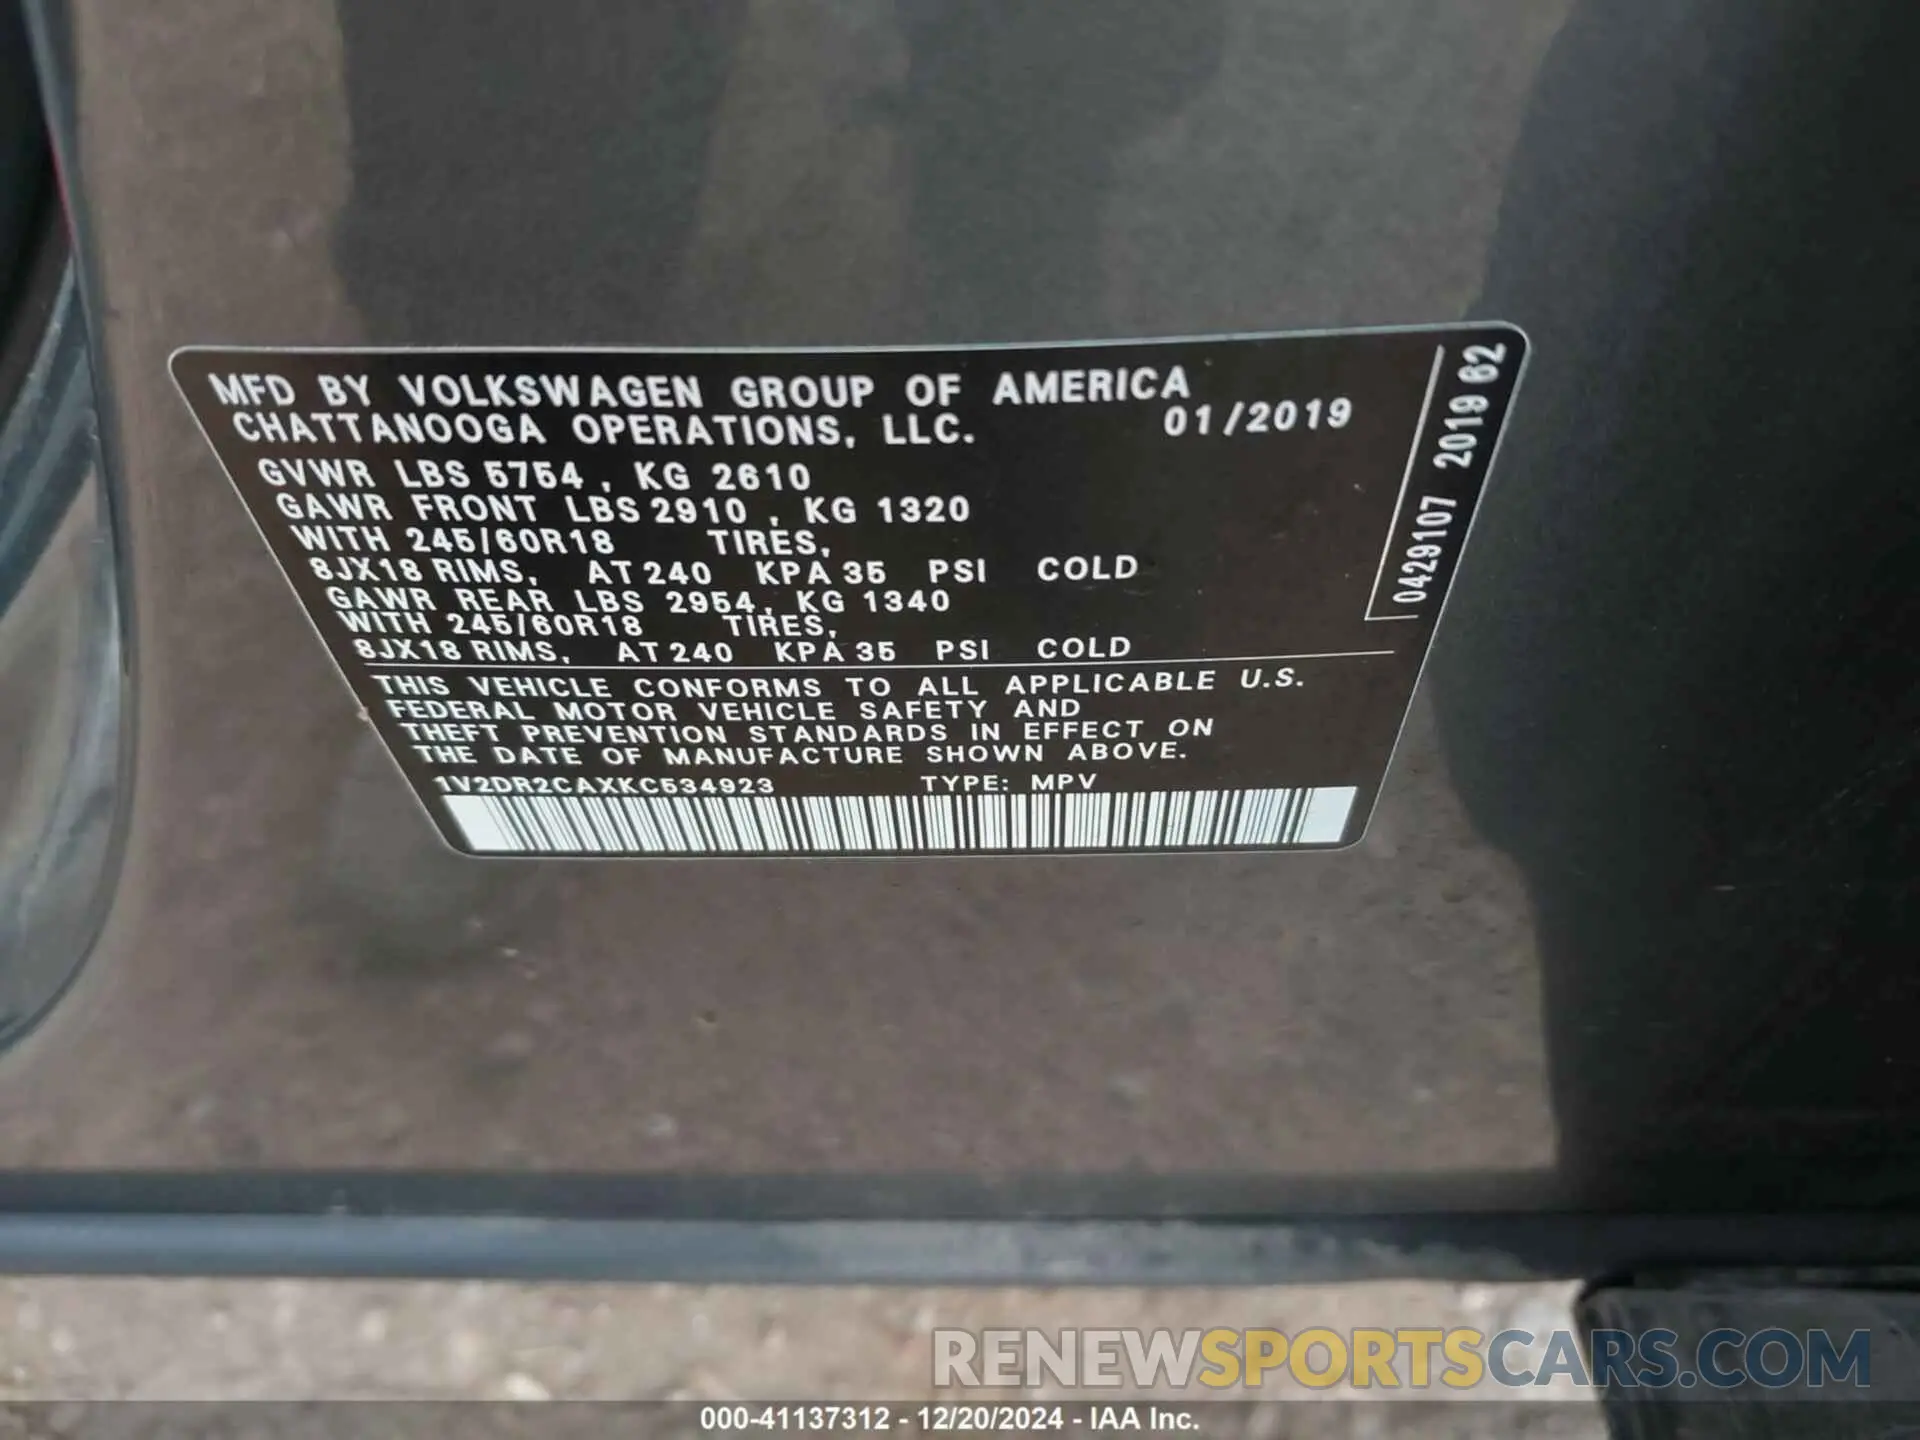 MFD BY VOLKSWAGEN GROUP OF AMERICA
CHATTANOOGA OPERATIONS, LLC. 01/2019
GVWR LBS 5754 , KG 2610
GAWR FRONT LBS 2910 , KG 1320
WITH 245/60R18 TIRES,
8JX18 RIMS, AT 240 KPA 35 PSI COLD
GAWR REAR LBS 2954, KG 1340
WITH 245/60R18 TIRES,
8JX18 RIMS, AT 240 KPA 35 PSI COLD
THIS VEHICLE CONFORMS TO ALL APPLICABLE U.S.
FEDERAL MOTOR VEHICLE SAFETY AND
THEFT PREVENTION STANDARDS IN EFFECT ON
THE DATE OF MANUFACTURE SHOWN ABOVE.
1V2DR2CAXKC534923 TYPE: MPV
0429107 2019 62
RENEWSPORTSCARS.COM
000-41137312 - 12/20/2024 - IAA Inc.